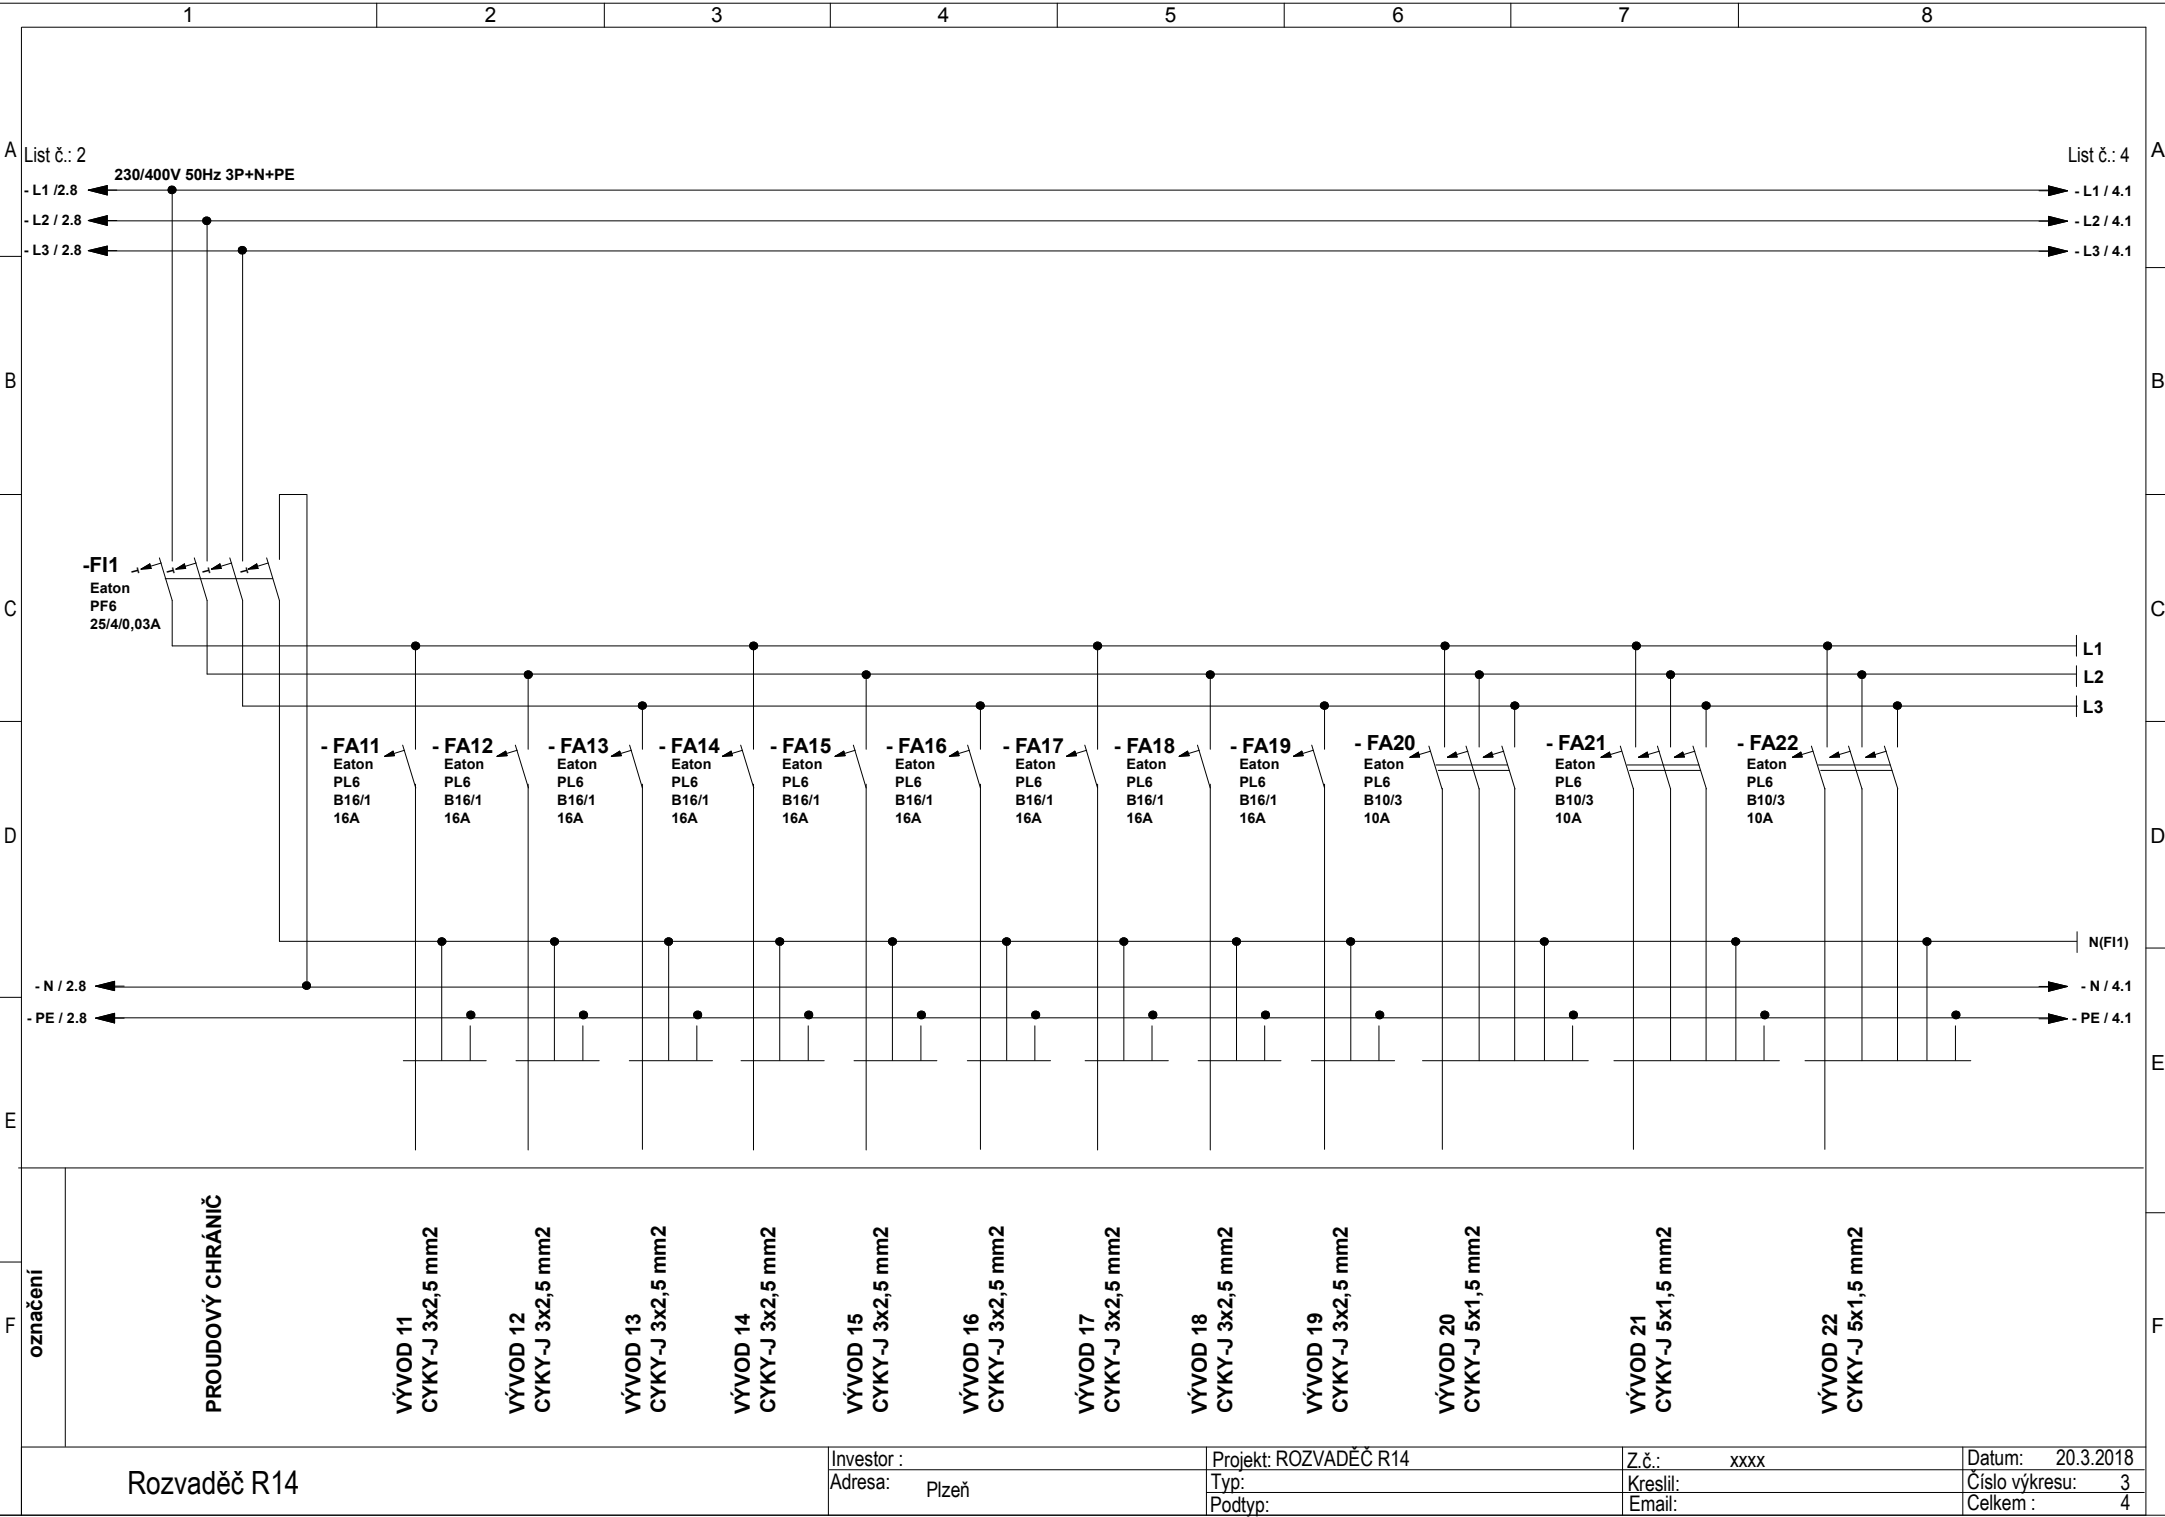 1 2 3 4 5 6 7 8
A List č.: 2 List č.: 4 A
230/400V 50Hz 3P+N+PE
- L1 /2.8 - L1 / 4.1
- L2 / 2.8 - L2 / 4.1
- L3 / 2.8 - L3 / 4.1
B B
-FI1
Eaton
PF6
25/4/0,03A
C C
L1
L2
L3
- FA11
Eaton
PL6
B16/1
16A
- FA12
Eaton
PL6
B16/1
16A
- FA13
Eaton
PL6
B16/1
16A
- FA14
Eaton
PL6
B16/1
16A
- FA15
Eaton
PL6
B16/1
16A
- FA16
Eaton
PL6
B16/1
16A
- FA17
Eaton
PL6
B16/1
16A
- FA18
Eaton
PL6
B16/1
16A
- FA19
Eaton
PL6
B16/1
16A
- FA20
Eaton
PL6
B10/3
10A
- FA21
Eaton
PL6
B10/3
10A
- FA22
Eaton
PL6
B10/3
10A
D D
N(FI1)
- N / 2.8 - N / 4.1
- PE / 2.8 - PE / 4.1
E E
F F
označení
PROUDOVÝ CHRÁNIČ
VÝVOD 11
CYKY-J 3x2,5 mm2
VÝVOD 12
CYKY-J 3x2,5 mm2
VÝVOD 13
CYKY-J 3x2,5 mm2
VÝVOD 14
CYKY-J 3x2,5 mm2
VÝVOD 15
CYKY-J 3x2,5 mm2
VÝVOD 16
CYKY-J 3x2,5 mm2
VÝVOD 17
CYKY-J 3x2,5 mm2
VÝVOD 18
CYKY-J 3x2,5 mm2
VÝVOD 19
CYKY-J 3x2,5 mm2
VÝVOD 20
CYKY-J 5x1,5 mm2
VÝVOD 21
CYKY-J 5x1,5 mm2
VÝVOD 22
CYKY-J 5x1,5 mm2
Rozvaděč R14
Investor :
Adresa: Plzeň
Projekt: ROZVADĚČ R14
Typ:
Podtyp:
Z.č.: xxxx
Kreslil:
Email:
Datum: 20.3.2018
Číslo výkresu: 3
Celkem : 4